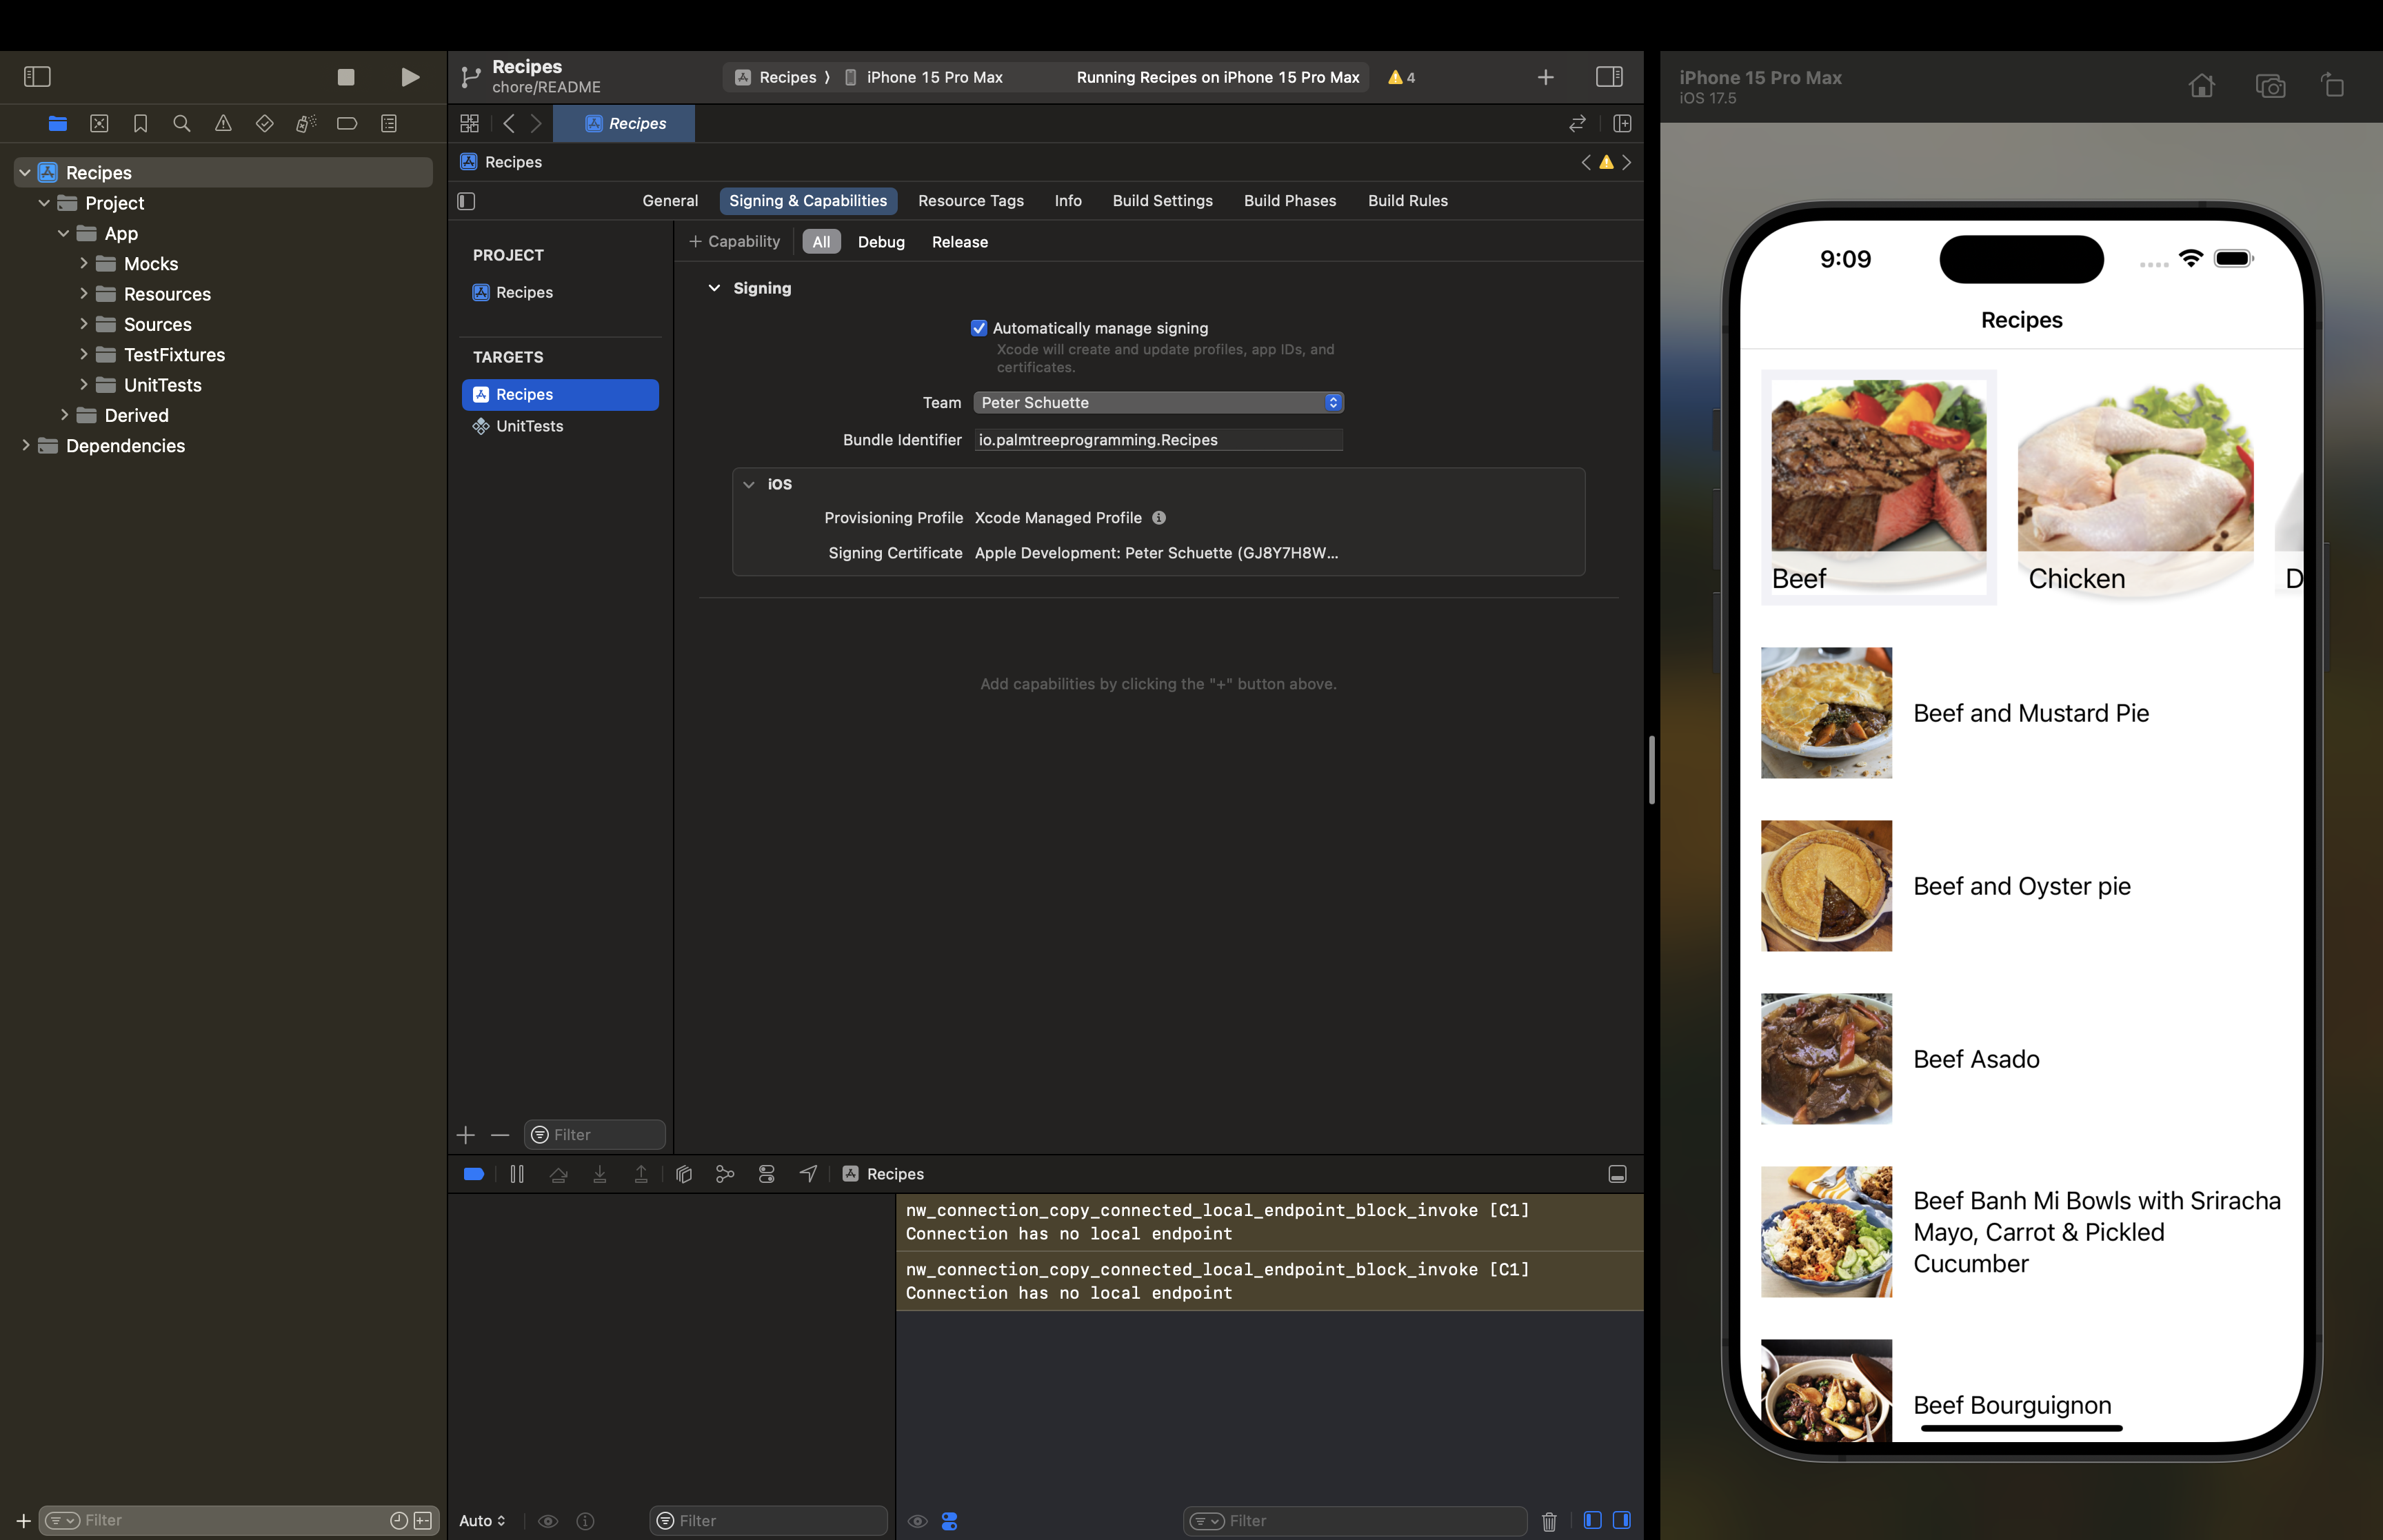 Recipes
chore/README
Recipes
iPhone 15 Pro Max
Running Recipes on iPhone 15 Pro Max
4
Recipes
Project
App
Mocks
Resources
Sources
TestFixtures
UnitTests
Derived
Dependencies
Filter
Recipes
Recipes
General
Signing & Capabilities
Resource Tags
Info
Build Settings
Build Phases
Build Rules
PROJECT
Recipes
TARGETS
Recipes
UnitTests
Filter
+ Capability
All
Debug
Release
Signing
Automatically manage signing
Xcode will create and update profiles, app IDs, and
certificates.
Team
Peter Schuette
Bundle Identifier
io.palmtreeprogramming.Recipes
iOS
Provisioning Profile
Xcode Managed Profile
Signing Certificate
Apple Development: Peter Schuette (GJ8Y7H8W...
Add capabilities by clicking the "+" button above.
Recipes
nw_connection_copy_connected_local_endpoint_block_invoke [C1]
Connection has no local endpoint
nw_connection_copy_connected_local_endpoint_block_invoke [C1]
Connection has no local endpoint
Auto
Filter
Filter
iPhone 15 Pro Max
iOS 17.5
9:09
Recipes
Beef
Chicken
D
Beef and Mustard Pie
Beef and Oyster pie
Beef Asado
Beef Banh Mi Bowls with Sriracha
Mayo, Carrot & Pickled
Cucumber
Beef Bourguignon